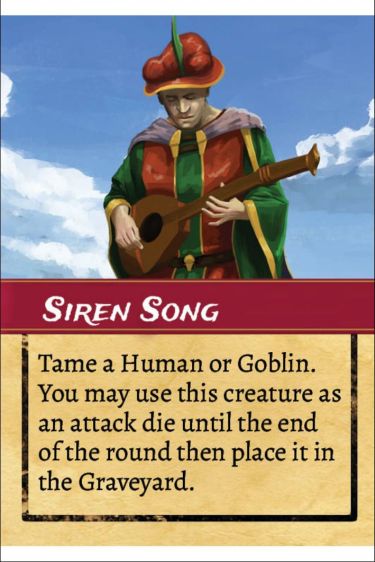 Siren Song
Tame a Human or Goblin.
You may use this creature as
an attack die until the end
of the round then place it in
the Graveyard.